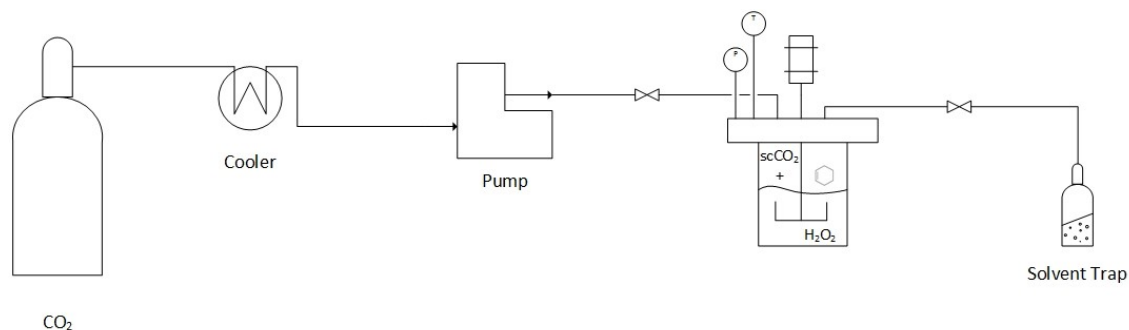 T
P
Cooler
Pump
scCO₂
+
H₂O₂
Solvent Trap
CO₂